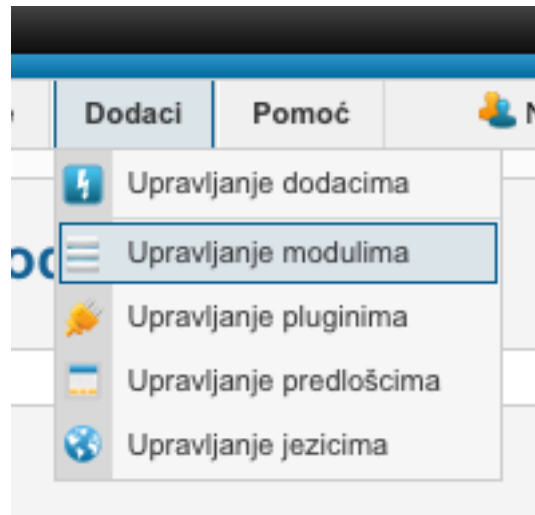 Dodaci Pomoć
Upravljanje dodacima
Upravljanje modulima
Upravljanje pluginima
Upravljanje predlošcima
Upravljanje jezicima